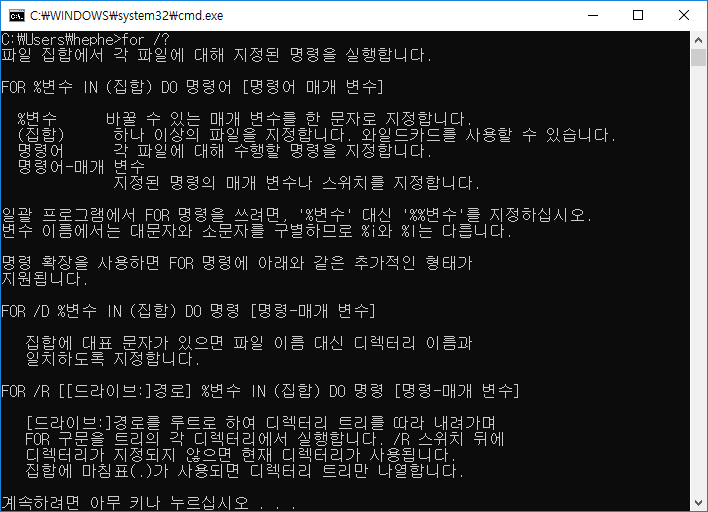 C:₩WINDOWS₩system32₩cmd.exe
C:₩Users₩hephe>for /?
파일 집합에서 각 파일에 대해 지정된 명령을 실행합니다.
FOR %변수 IN (집합) DO 명령어 [명령어 매개 변수]
%변수 바꿀 수 있는 매개 변수를 한 문자로 지정합니다.
(집합) 하나 이상의 파일을 지정합니다. 와일드카드를 사용할 수 있습니다.
명령어 각 파일에 대해 수행할 명령을 지정합니다.
명령어-매개 변수
지정된 명령의 매개 변수나 스위치를 지정합니다.
일괄 프로그램에서 FOR 명령을 쓰려면, '%변수' 대신 '%%변수'를 지정하십시오.
변수 이름에서는 대문자와 소문자를 구별하므로 %i와 %I는 다릅니다.
명령 확장을 사용하면 FOR 명령에 아래와 같은 추가적인 형태가
지원됩니다.
FOR /D %변수 IN (집합) DO 명령 [명령-매개 변수]
집합에 대표 문자가 있으면 파일 이름 대신 디렉터리 이름과
일치하도록 지정합니다.
FOR /R [[드라이브:]경로] %변수 IN (집합) DO 명령 [명령-매개 변수]
[드라이브:]경로를 루트로 하여 디렉터리 트리를 따라 내려가며
FOR 구문을 트리의 각 디렉터리에서 실행합니다. /R 스위치 뒤에
디렉터리가 지정되지 않으면 현재 디렉터리가 사용됩니다.
집합에 마침표(.)가 사용되면 디렉터리 트리만 나열합니다.
계속하려면 아무 키나 누르십시오 . . .